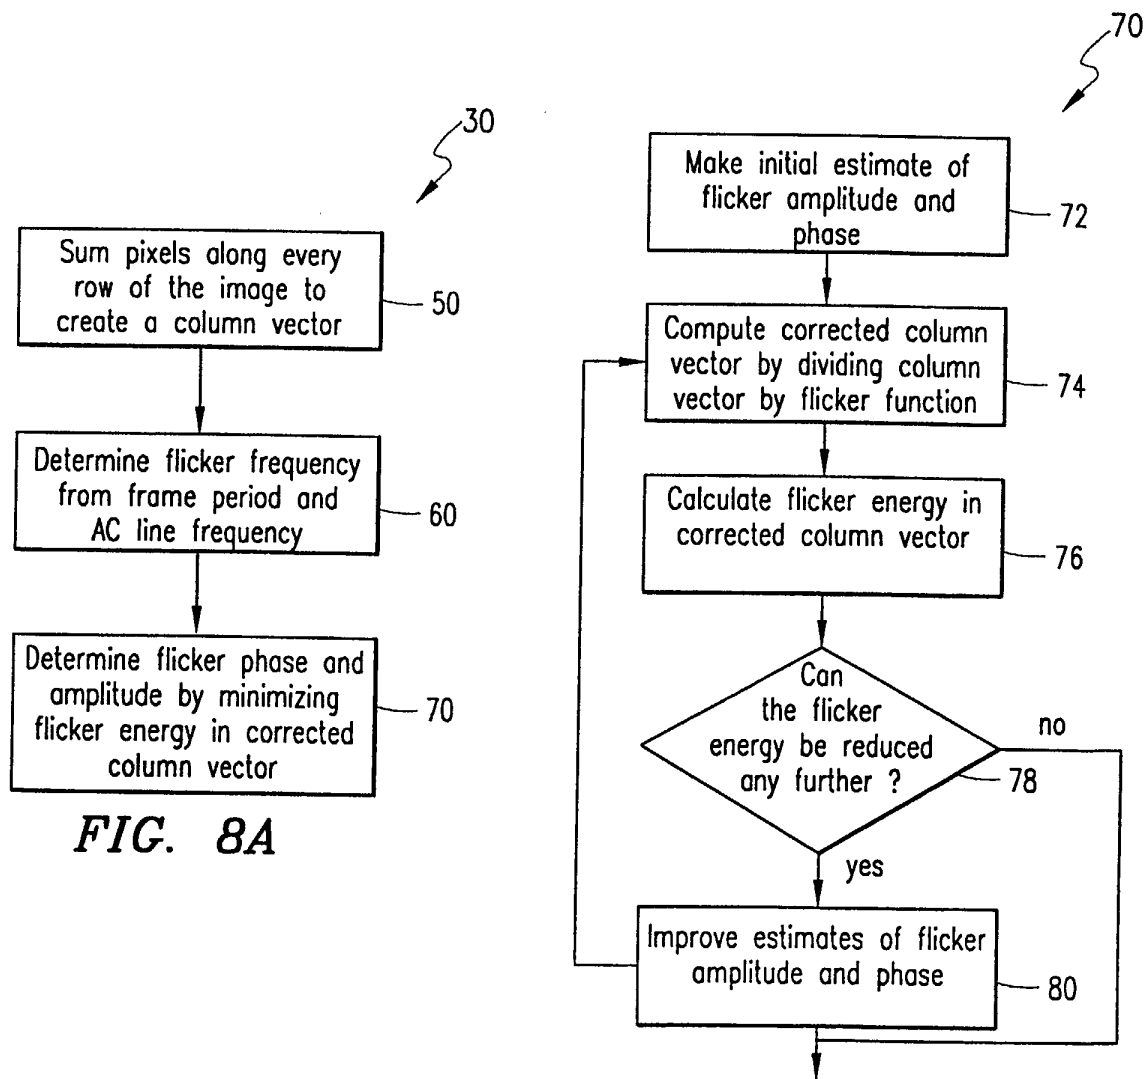 30
Sum pixels along every
row of the image to
create a column vector
50
Determine flicker frequency
from frame period and
AC line frequency
60
Determine flicker phase and
amplitude by minimizing
flicker energy in corrected
column vector
70
FIG. 8A
70
Make initial estimate of
flicker amplitude and
phase
72
Compute corrected column
vector by dividing column
vector by flicker function
74
Calculate flicker energy in
corrected column vector
76
Can
the flicker
energy be reduced
any further ?
78
no
yes
Improve estimates of flicker
amplitude and phase
80